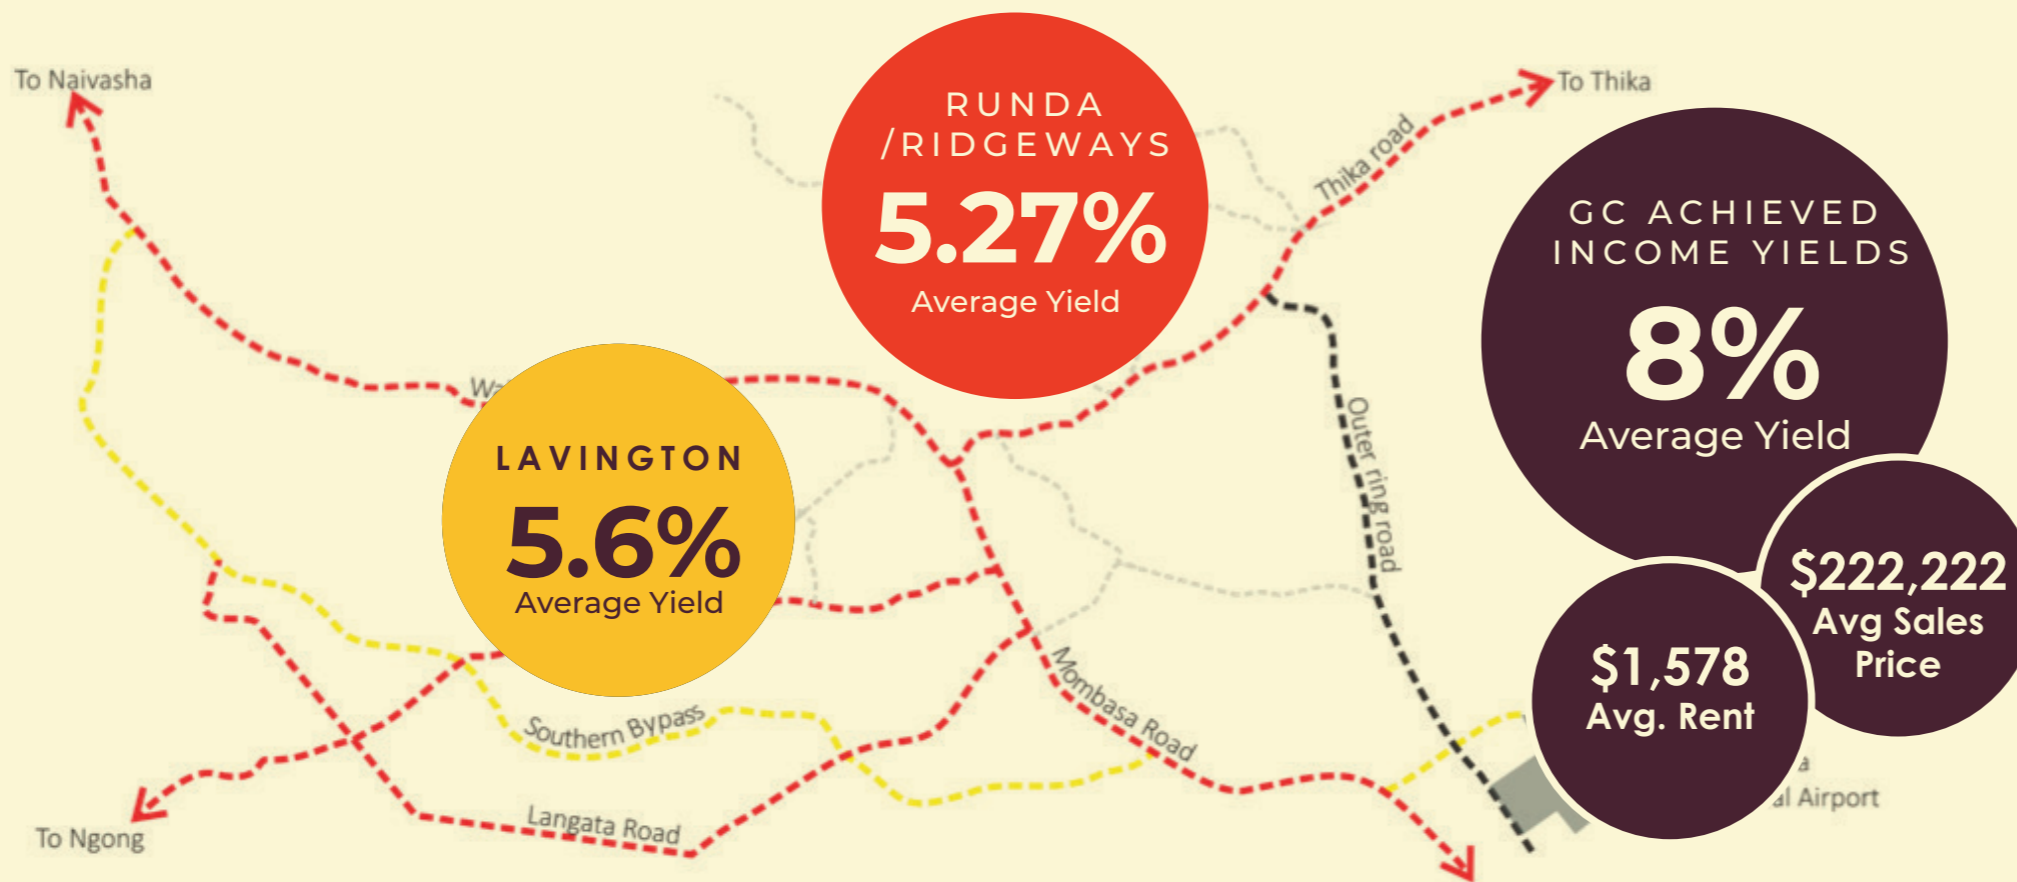 To Naivasha
RUNDA
/RIDGEWAYS
5.27%
Average Yield
To Thika
Thika road
GC ACHIEVED
INCOME YIELDS
8%
Average Yield
LAVINGTON
5.6%
Average Yield
Outer ring road
$222,222
Avg Sales
Price
$1,578
Avg. Rent
Mombasa Road
Southern Bypass
Langata Road
Airport
To Ngong